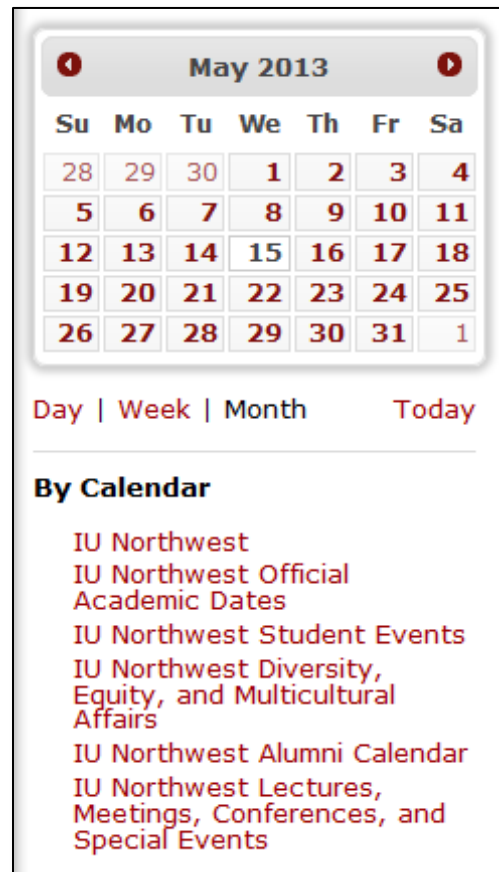 May 2013
Su Mo Tu We Th Fr Sa
28 29 30 1 2 3 4
5 6 7 8 9 10 11
12 13 14 15 16 17 18
19 20 21 22 23 24 25
26 27 28 29 30 31 1
Day | Week | Month Today
By Calendar
IU Northwest
IU Northwest Official
Academic Dates
IU Northwest Student Events
IU Northwest Diversity,
Equity, and Multicultural
Affairs
IU Northwest Alumni Calendar
IU Northwest Lectures,
Meetings, Conferences, and
Special Events